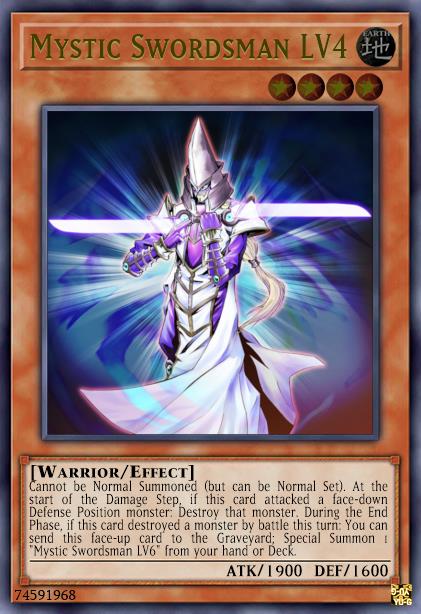 MYSTIC SWORDSMAN LV4
EARTH
地
[WARRIOR/EFFECT]
Cannot be Normal Summoned (but can be Normal Set). At the
start of the Damage Step, if this card attacked a face-down
Defense Position monster: Destroy that monster. During the End
Phase, if this card destroyed a monster by battle this turn: You can
send this face-up card to the Graveyard; Special Summon 1
"Mystic Swordsman LV6" from your hand or Deck.
ATK/1900 DEF/1600
74591968